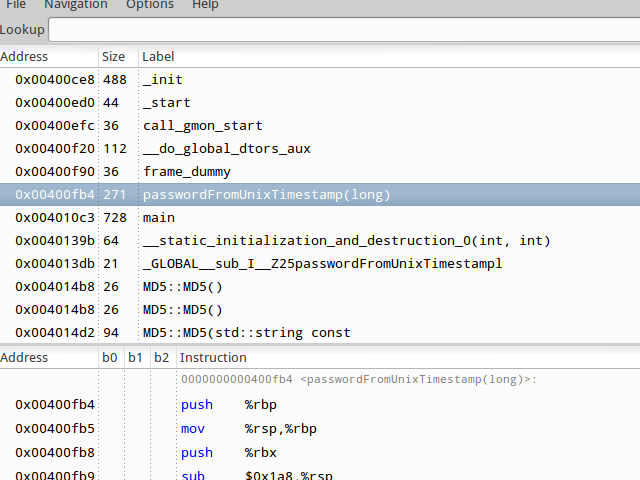 File Navigation Options Help
Lookup
Address Size Label
0x00400ce8 488 _init
0x00400ed0 44 _start
0x00400efc 36 call_gmon_start
0x00400f20 112 __do_global_dtors_aux
0x00400f90 36 frame_dummy
0x00400fb4 271 passwordFromUnixTimestamp(long)
0x004010c3 728 main
0x0040139b 64 __static_initialization_and_destruction_0(int, int)
0x004013db 21 _GLOBAL__sub_I__Z25passwordFromUnixTimestampl
0x004014b8 26 MD5::MD5()
0x004014b8 26 MD5::MD5()
0x004014d2 94 MD5::MD5(std::string const
Address b0 b1 b2 Instruction
0000000000400fb4 <passwordFromUnixTimestamp(long)>:
0x00400fb4 push %rbp
0x00400fb5 mov %rsp,%rbp
0x00400fb8 push %rbx
0x00400fb9 sub $0x1a8,%rsp